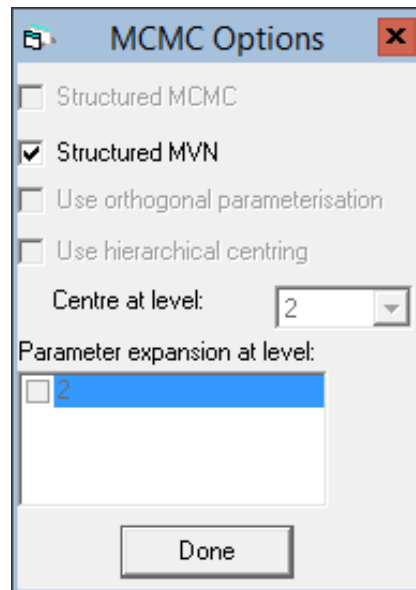 MCMC Options
Structured MCMC
Structured MVN
Use orthogonal parameterisation
Use hierarchical centring
Centre at level: 2
Parameter expansion at level:
2
Done